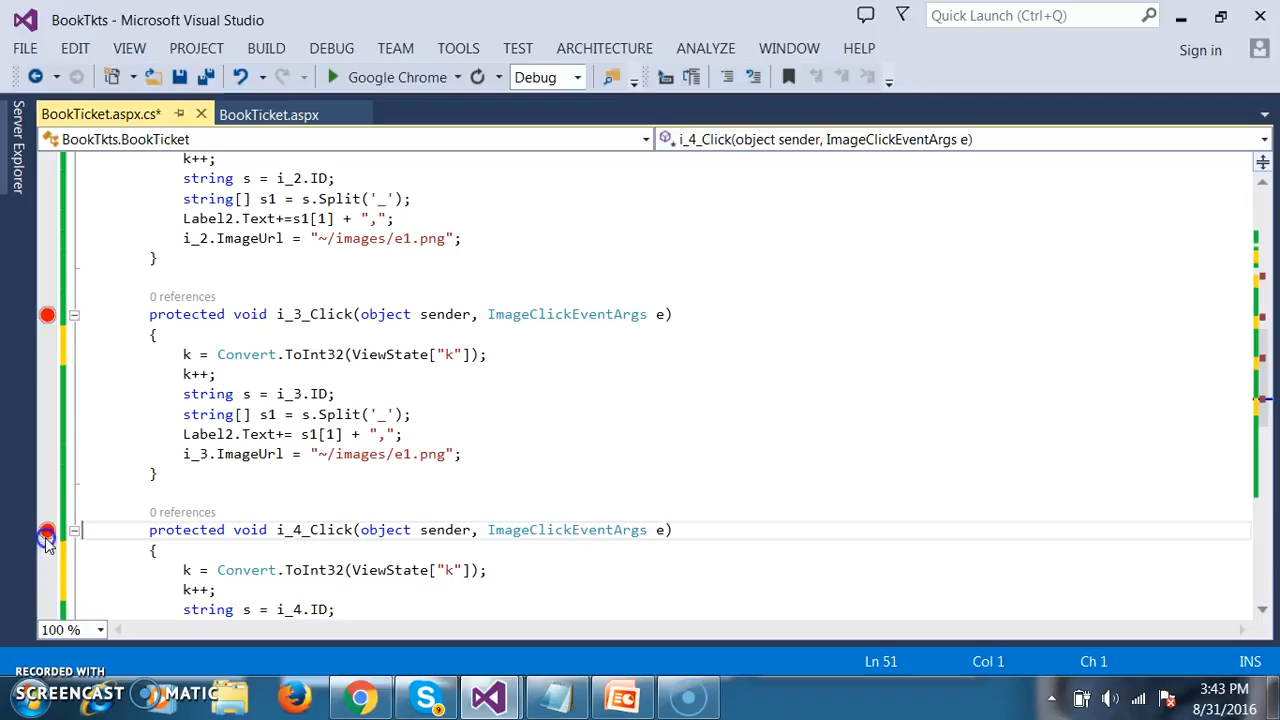 BookTkts - Microsoft Visual Studio
Quick Launch (Ctrl+Q)
FILE EDIT VIEW PROJECT BUILD DEBUG TEAM TOOLS TEST ARCHITECTURE ANALYZE WINDOW HELP
Sign in
Google Chrome
Debug
Server Explorer
BookTicket.aspx.cs*
BookTicket.aspx
BookTkts.BookTicket
i_4_Click(object sender, ImageClickEventArgs e)
k++;
string s = i_2.ID;
string[] s1 = s.Split('_');
Label2.Text+=s1[1] + ",";
i_2.ImageUrl = "~/images/e1.png";
}
0 references
protected void i_3_Click(object sender, ImageClickEventArgs e)
{
k = Convert.ToInt32(ViewState["k"]);
k++;
string s = i_3.ID;
string[] s1 = s.Split('_');
Label2.Text+= s1[1] + ",";
i_3.ImageUrl = "~/images/e1.png";
}
0 references
protected void i_4_Click(object sender, ImageClickEventArgs e)
{
k = Convert.ToInt32(ViewState["k"]);
k++;
string s = i_4.ID;
100 %
Ln 51 Col 1 Ch 1 INS
RECORDED WITH
SCREENCAST MATIC
9
3:43 PM
8/31/2016